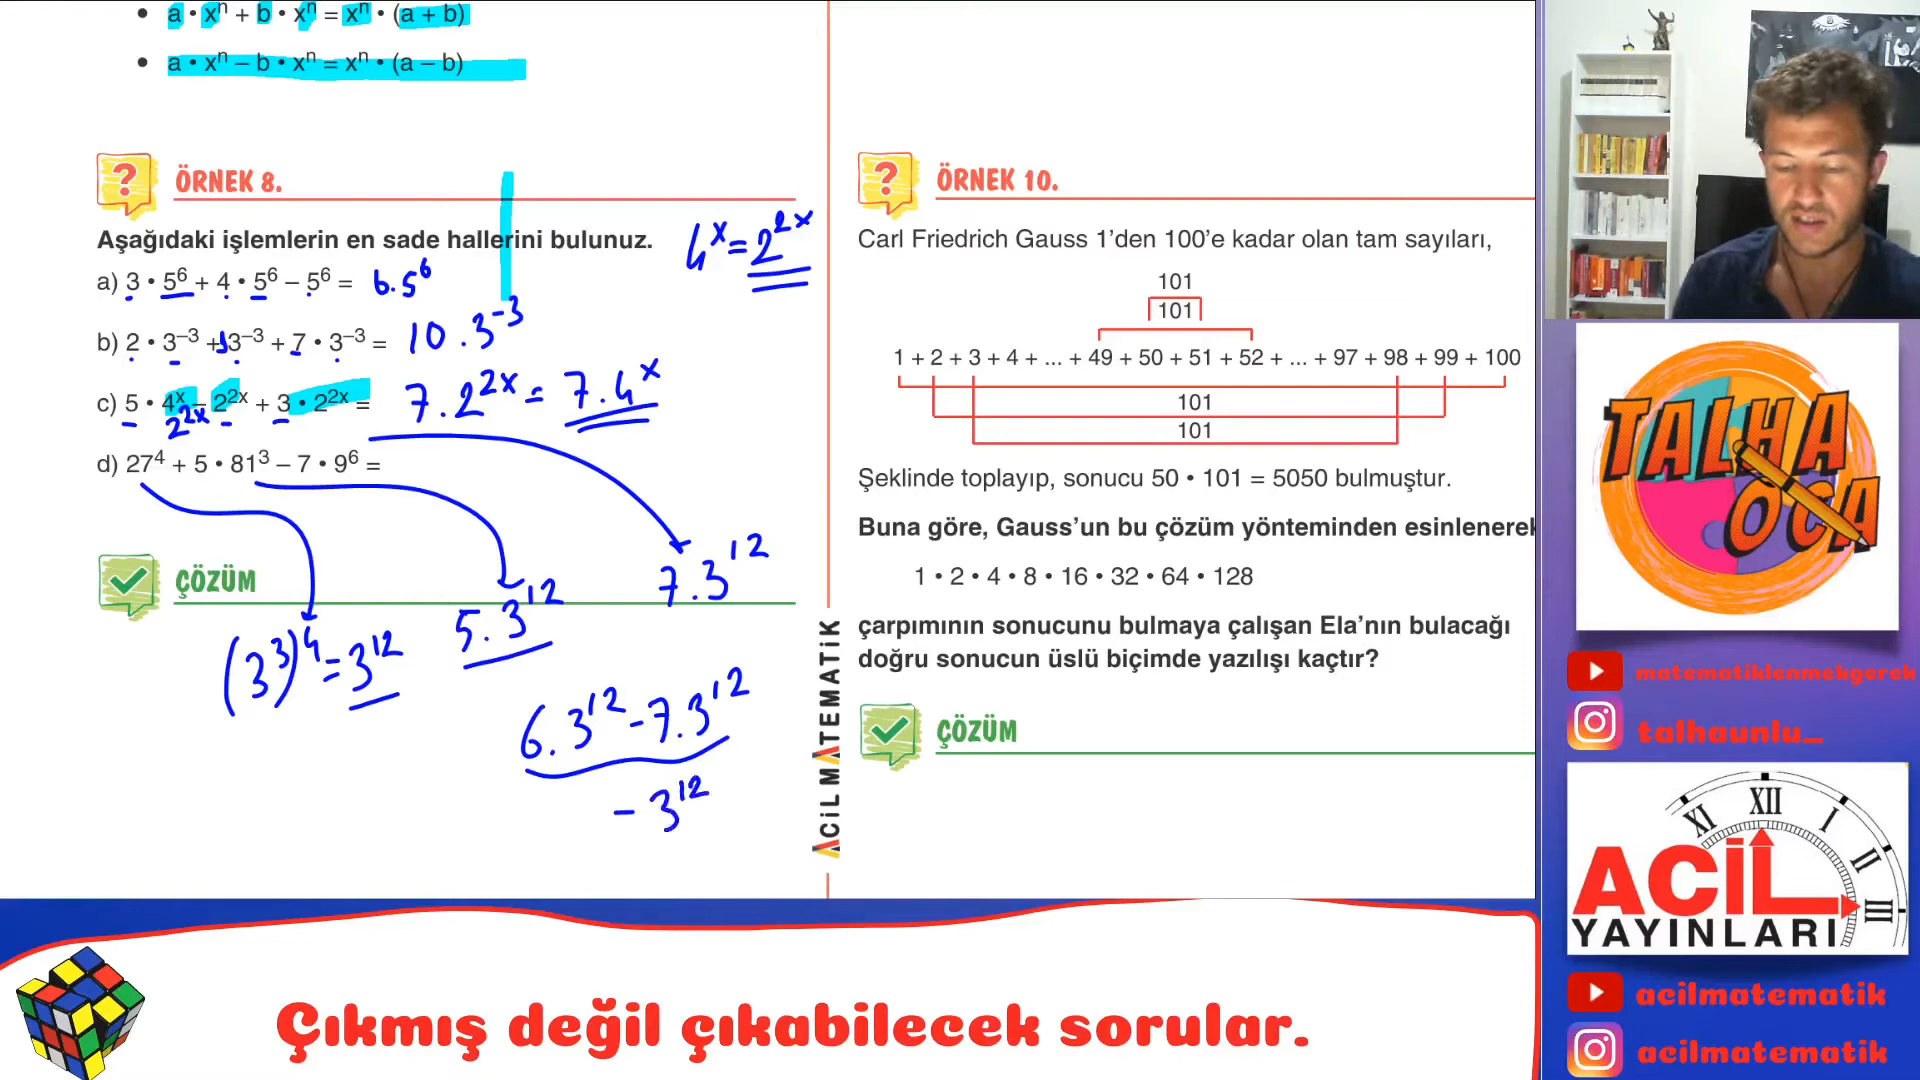 • a • xⁿ + b • xⁿ = xⁿ • (a + b)
• a • xⁿ – b • xⁿ = xⁿ • (a – b)
? ÖRNEK 8.
Aşağıdaki işlemlerin en sade hallerini bulunuz.
4ˣ = 2²ˣ
a) 3 • 5⁶ + 4 • 5⁶ – 5⁶ = 6.5⁶
b) 2 • 3⁻³ + 3⁻³ + 7 • 3⁻³ = 10.3⁻³
c) 5 • 4ˣ – 2²ˣ + 3 • 2²ˣ = 7.2²ˣ = 7.4ˣ
2²ˣ
d) 27⁴ + 5 • 81³ – 7 • 9⁶ =
ÇÖZÜM
7.3¹²
5.3¹²
(3³)⁴ = 3¹²
6.3¹² - 7.3¹²
- 3¹²
ACİL MATEMATİK
? ÖRNEK 10.
Carl Friedrich Gauss 1’den 100’e kadar olan tam sayıları,
101
101
1 + 2 + 3 + 4 + ... + 49 + 50 + 51 + 52 + ... + 97 + 98 + 99 + 100
101
101
Şeklinde toplayıp, sonucu 50 • 101 = 5050 bulmuştur.
Buna göre, Gauss’un bu çözüm yönteminden esinlenerek
1 • 2 • 4 • 8 • 16 • 32 • 64 • 128
çarpımının sonucunu bulmaya çalışan Ela’nın bulacağı
doğru sonucun üslü biçimde yazılışı kaçtır?
ÇÖZÜM
TALHA
OCA
matematiklenmekgerek
talhaunlu_
XI XII I II III
ACİL
YAYINLARI
acilmatematik
acilmatematik
Çıkmış değil çıkabilecek sorular.